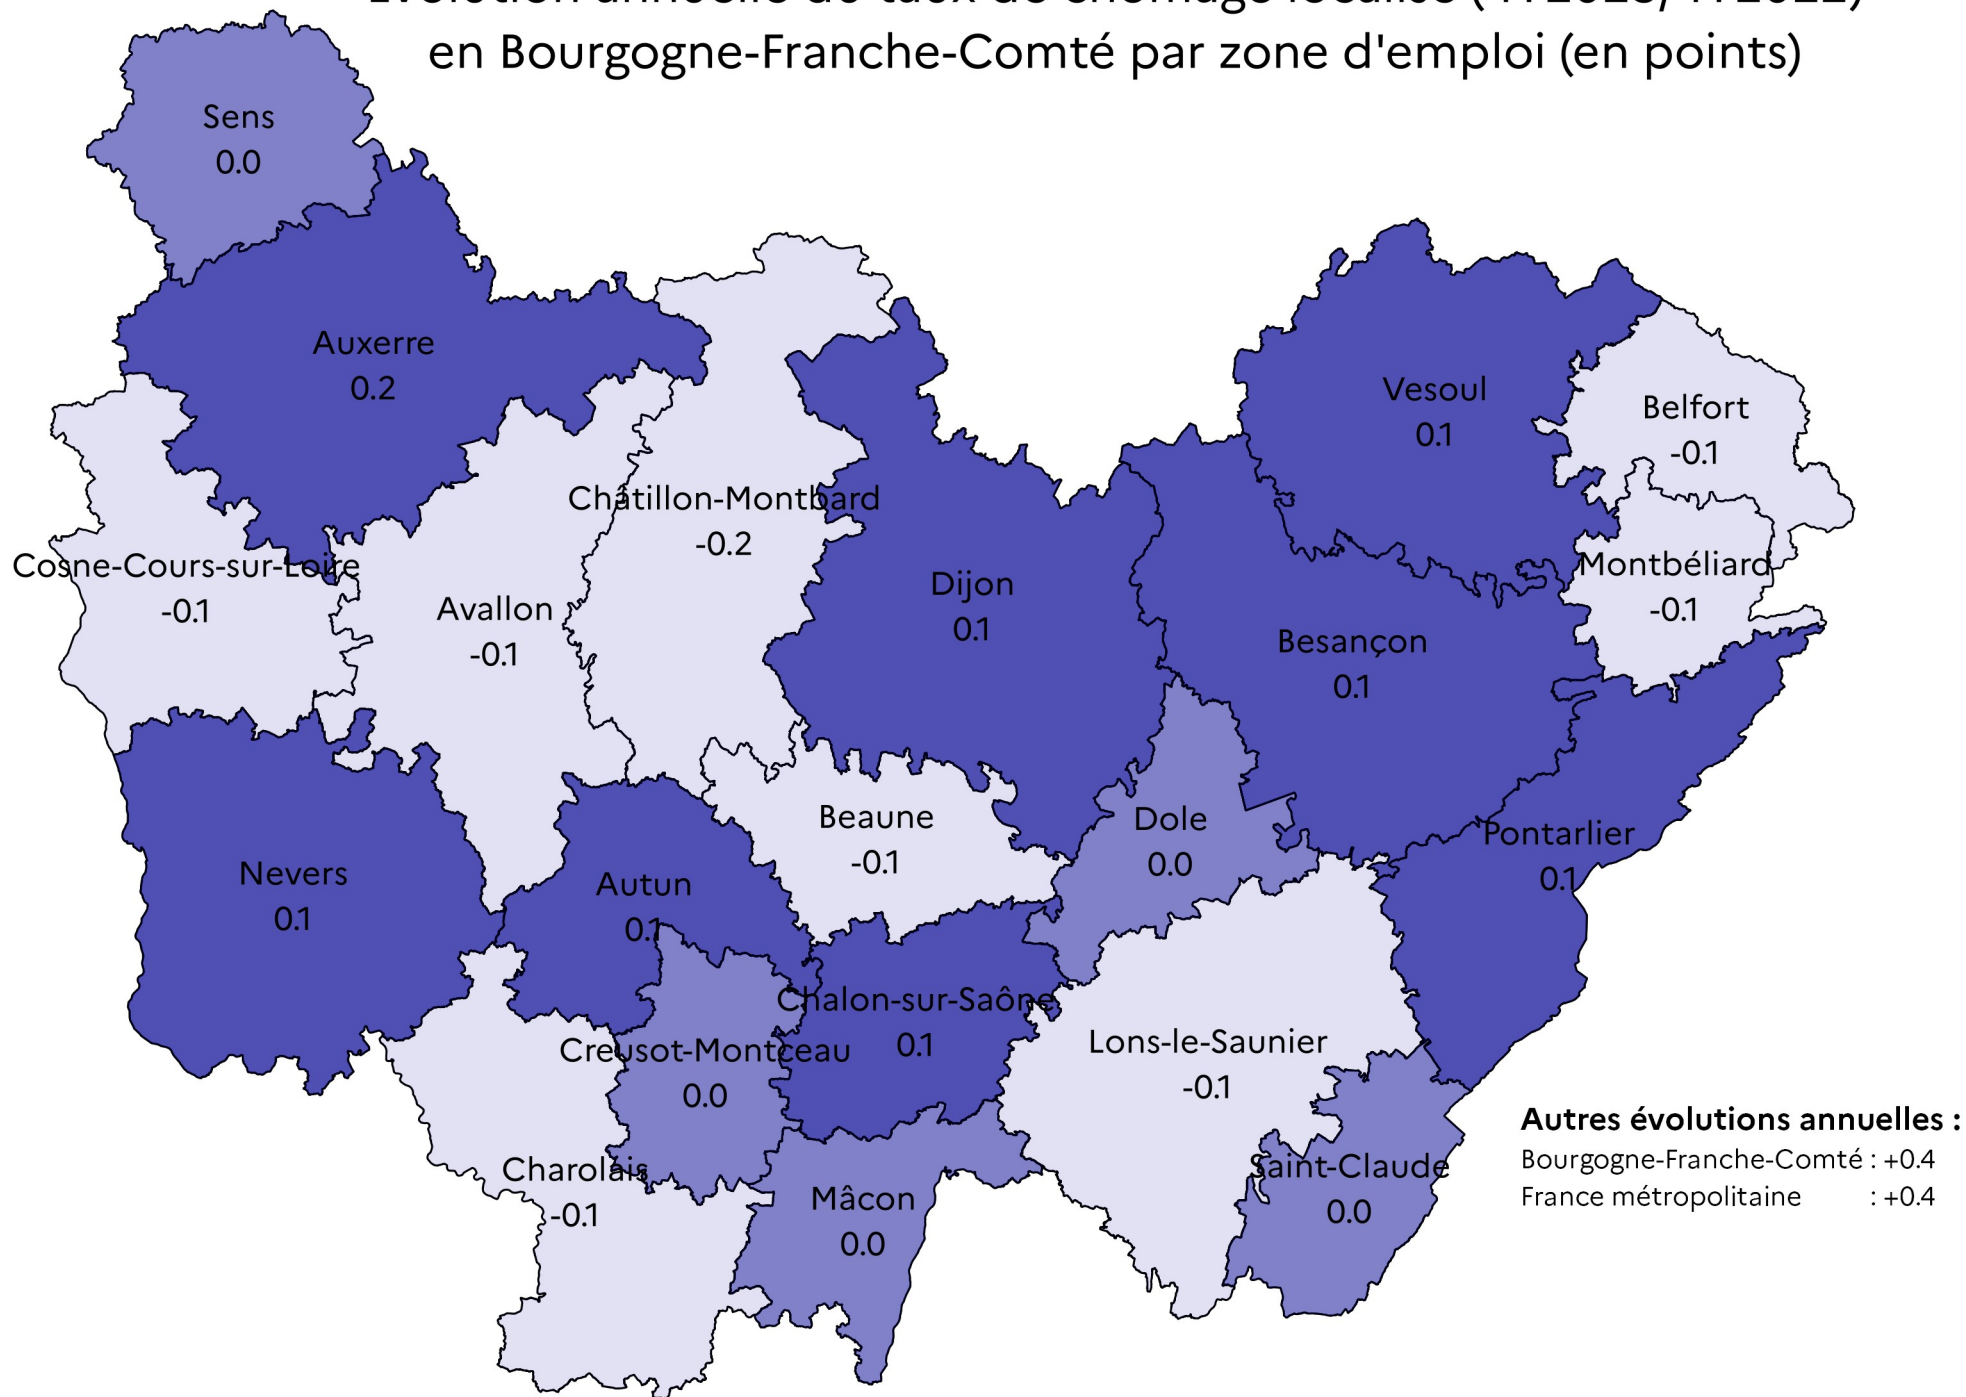 en Bourgogne-Franche-Comté par zone d'emploi (en points)
Sens
0.0
Auxerre
0.2
Vesoul
0.1
Belfort
-0.1
Châtillon-Montbard
-0.2
Cosne-Cours-sur-Loire
-0.1
Avallon
-0.1
Dijon
0.1
Montbéliard
-0.1
Besançon
0.1
Beaune
-0.1
Dole
0.0
Pontarlier
0.1
Nevers
0.1
Autun
0.1
Chalon-sur-Saône
0.1
Creusot-Montceau
0.0
Lons-le-Saunier
-0.1
Charolais
-0.1
Mâcon
0.0
Saint-Claude
0.0
Autres évolutions annuelles :
Bourgogne-Franche-Comté : +0.4
France métropolitaine : +0.4